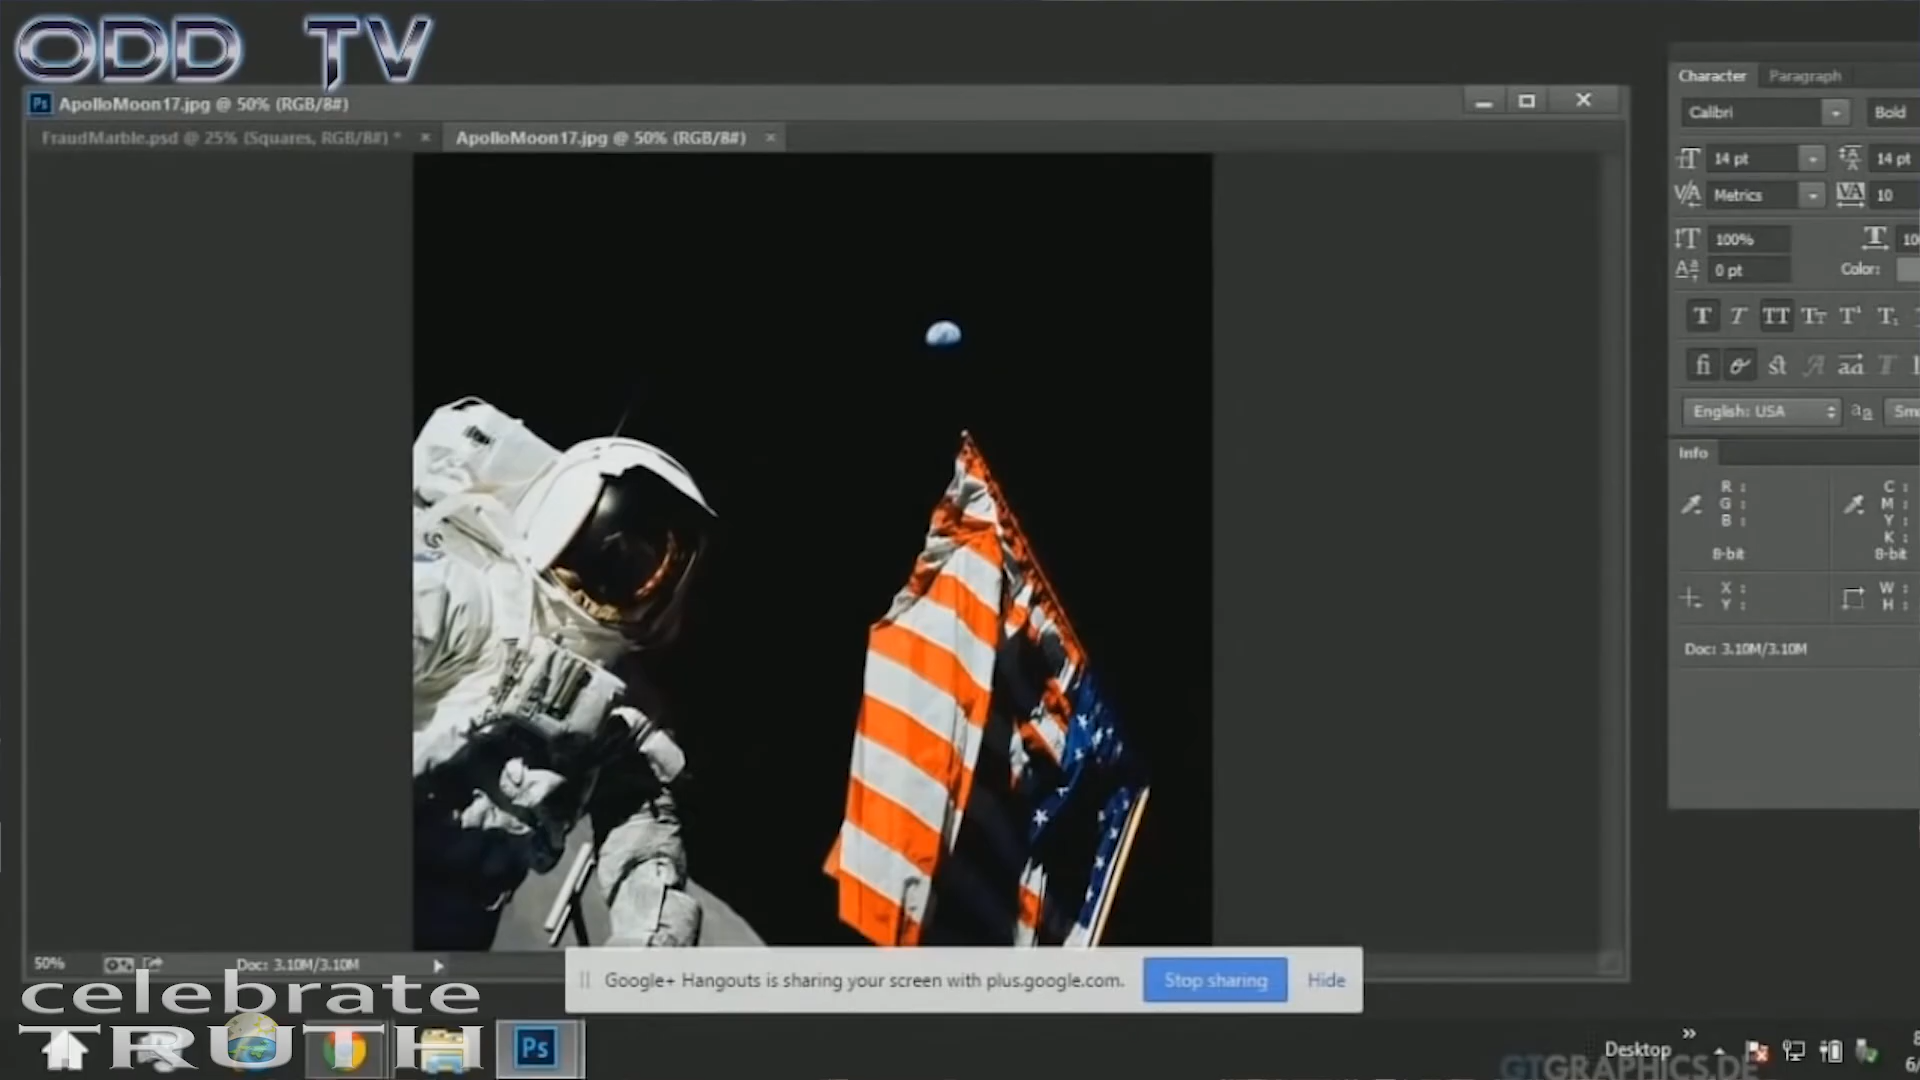 ODD TV
Ps ApolloMoon17.jpg @ 50% (RGB/8#)
FraudMarble.psd @ 25% (Squares, RGB/8#) * ×
ApolloMoon17.jpg @ 50% (RGB/8#) ×
Character Paragraph
Calibri Bold
14 pt 14 pt
Metrics 10
100% 10
0 pt Color:
English: USA
Info
R : C :
G : M :
B : Y :
K :
8-bit 8-bit
X : W :
Y : H :
Doc: 3.10M/3.10M
50% Doc: 3.10M/3.10M
Google+ Hangouts is sharing your screen with plus.google.com. Stop sharing Hide
celebrate
TRUTH
Ps
Desktop
GTGRAPHICS.DE